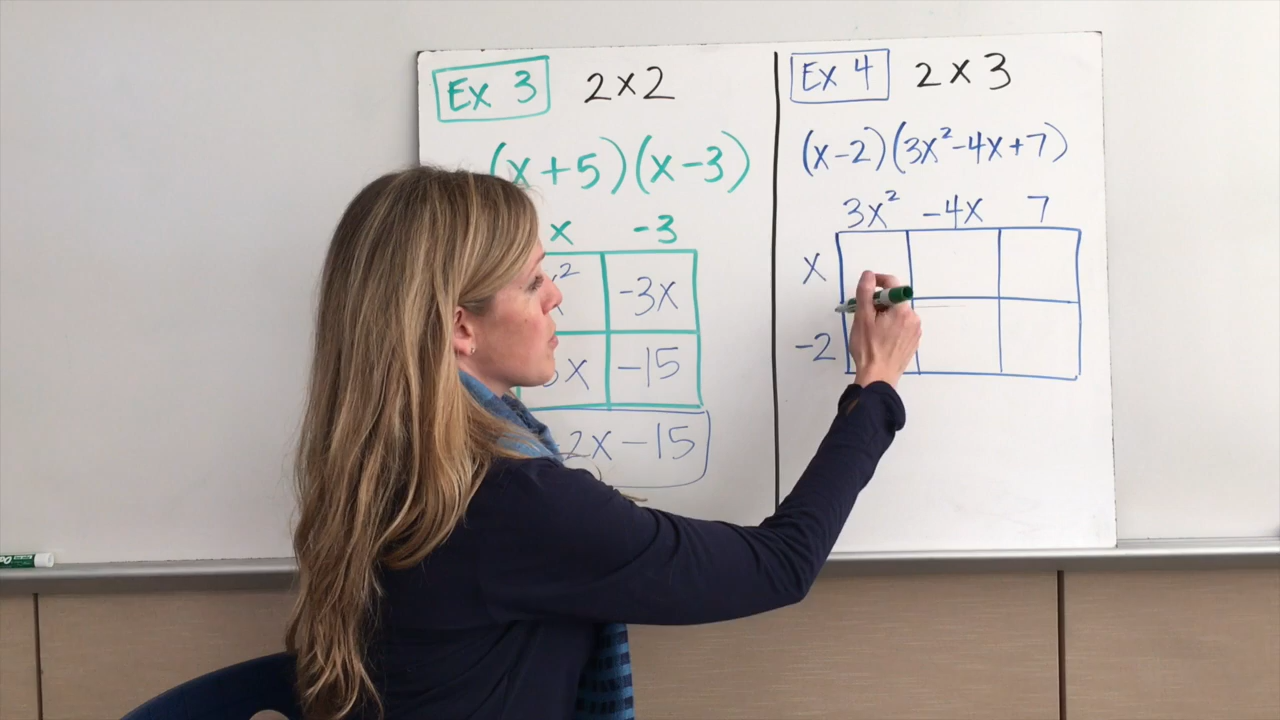 Ex 3 2x2
(x+5)(x-3)
x -3
-3x
x -15
-2x-15
Ex 4 2x3
(x-2)(3x²-4x+7)
3x² -4x 7
x
-2